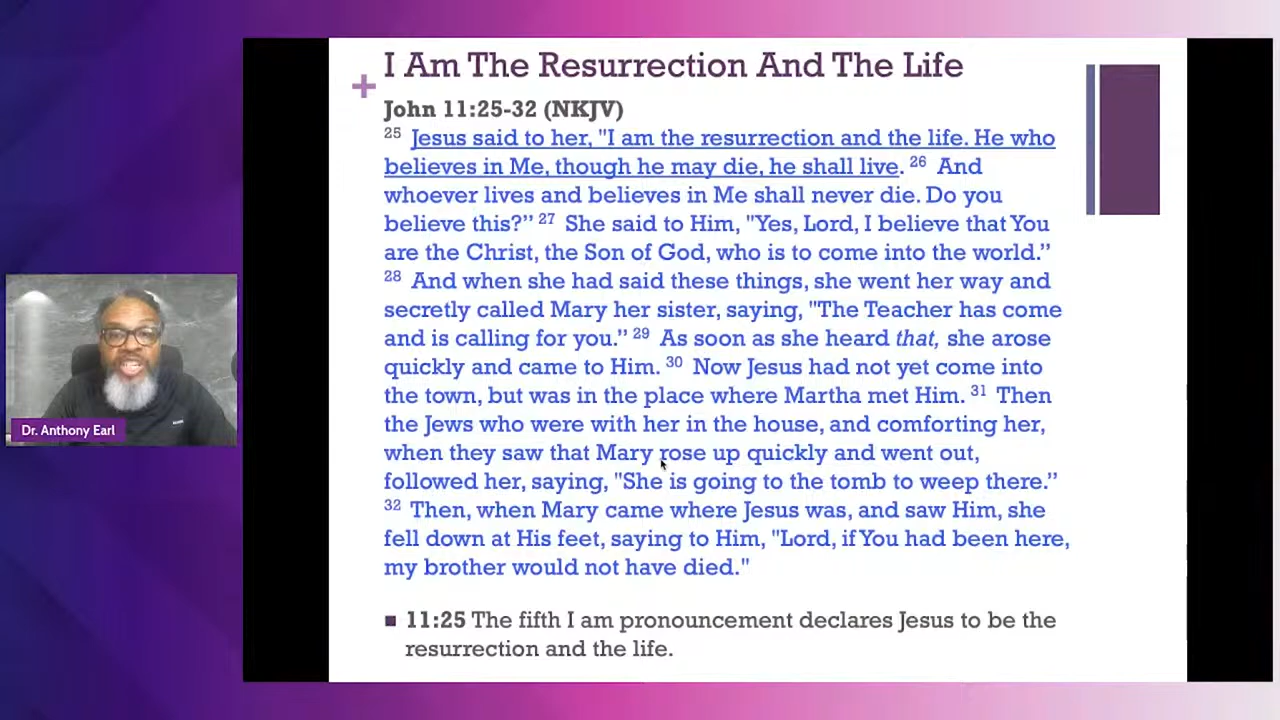 I Am The Resurrection And The Life
+
John 11:25-32 (NKJV)
25 Jesus said to her, "I am the resurrection and the life. He who
believes in Me, though he may die, he shall live. 26 And
whoever lives and believes in Me shall never die. Do you
believe this?” 27 She said to Him, "Yes, Lord, I believe that You
are the Christ, the Son of God, who is to come into the world.”
28 And when she had said these things, she went her way and
secretly called Mary her sister, saying, "The Teacher has come
and is calling for you.” 29 As soon as she heard that, she arose
quickly and came to Him. 30 Now Jesus had not yet come into
the town, but was in the place where Martha met Him. 31 Then
the Jews who were with her in the house, and comforting her,
when they saw that Mary rose up quickly and went out,
followed her, saying, "She is going to the tomb to weep there.”
32 Then, when Mary came where Jesus was, and saw Him, she
fell down at His feet, saying to Him, "Lord, if You had been here,
my brother would not have died."
■ 11:25 The fifth I am pronouncement declares Jesus to be the
resurrection and the life.
Dr. Anthony Earl